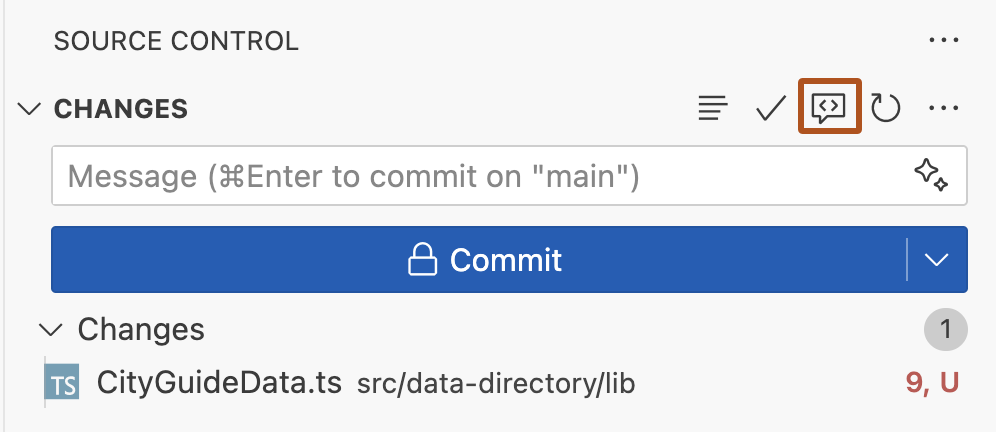 SOURCE CONTROL
CHANGES
Message (⌘Enter to commit on "main")
Commit
Changes 1
TS CityGuideData.ts src/data-directory/lib 9, U